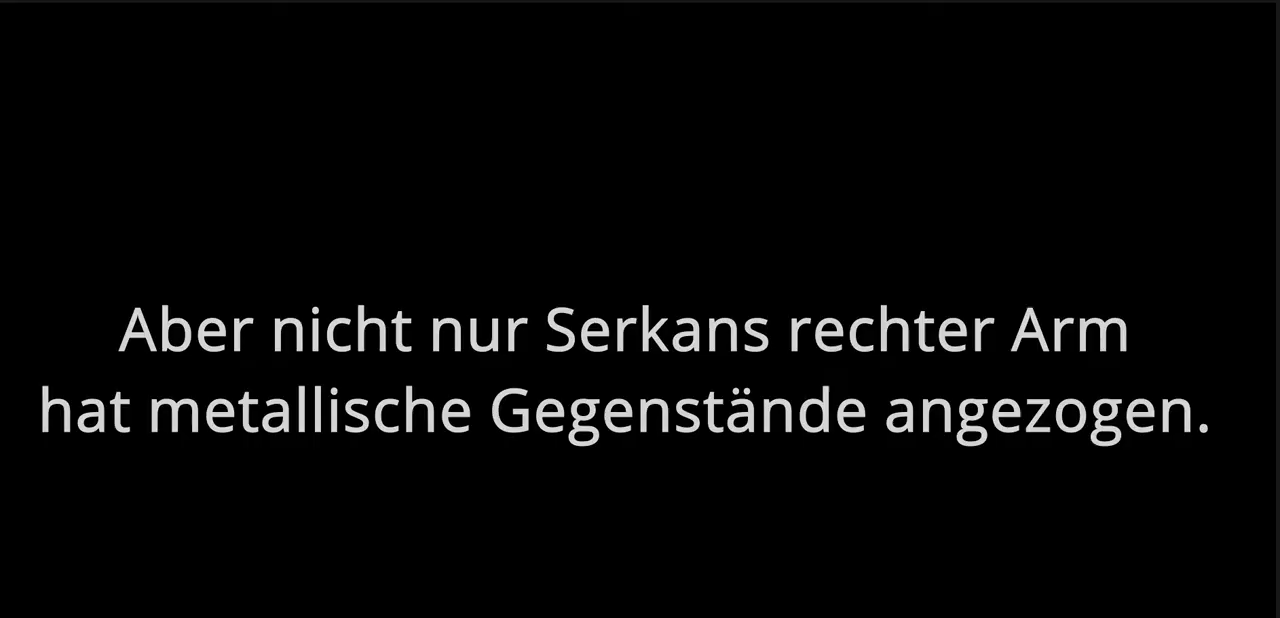 Aber nicht nur Serkans rechter Arm
hat metallische Gegenstände angezogen.